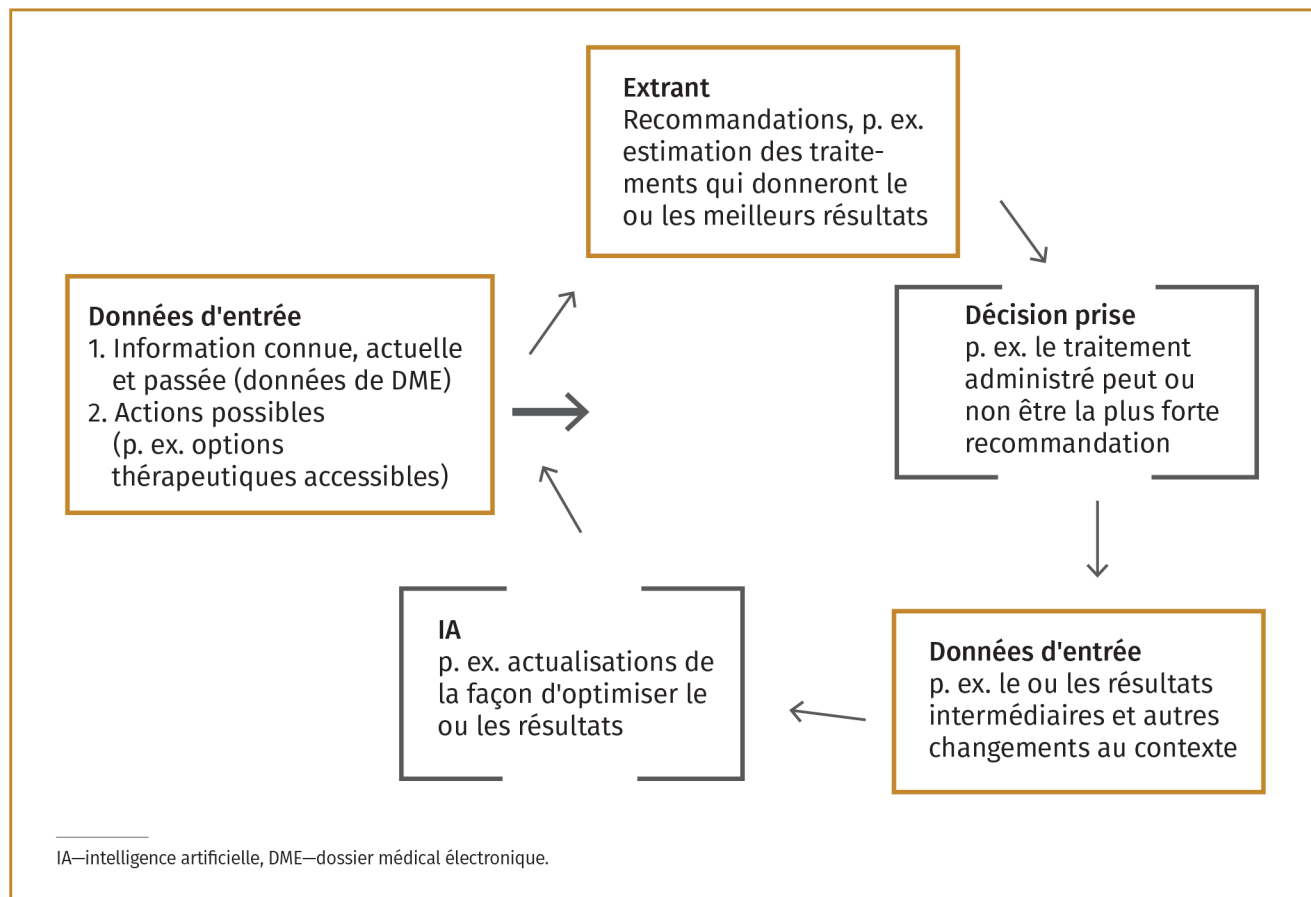 Extrant
Recommandations, p. ex.
estimation des traite-
ments qui donneront le
ou les meilleurs résultats
Données d'entrée
1. Information connue, actuelle
et passée (données de DME)
2. Actions possibles
(p. ex. options
thérapeutiques accessibles)
Décision prise
p. ex. le traitement
administré peut ou
non être la plus forte
recommandation
IA
p. ex. actualisations de
la façon d'optimiser le
ou les résultats
Données d'entrée
p. ex. le ou les résultats
intermédiaires et autres
changements au contexte
IA—intelligence artificielle, DME—dossier médical électronique.